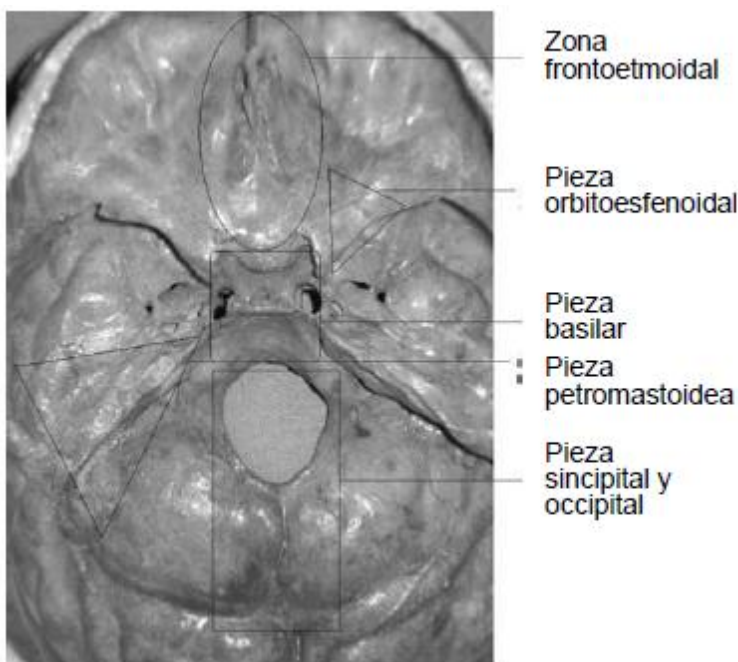 Zona
frontoetmoidal
Pieza
orbitoesfenoidal
Pieza
basilar
Pieza
petromastoidea
Pieza
sincipital y
occipital